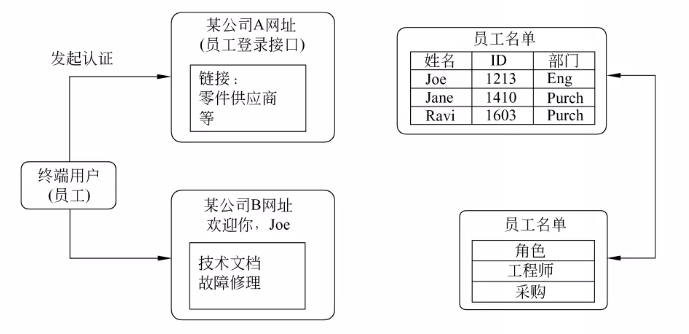 某公司A网址
(员工登录接口)
链接：
零件供应商
等
发起认证
终端用户
(员工)
某公司B网址
欢迎你，Joe
技术文档
故障修理
员工名单
姓名 ID 部门
Joe 1213 Eng
Jane 1410 Purch
Ravi 1603 Purch
员工名单
角色
工程师
采购